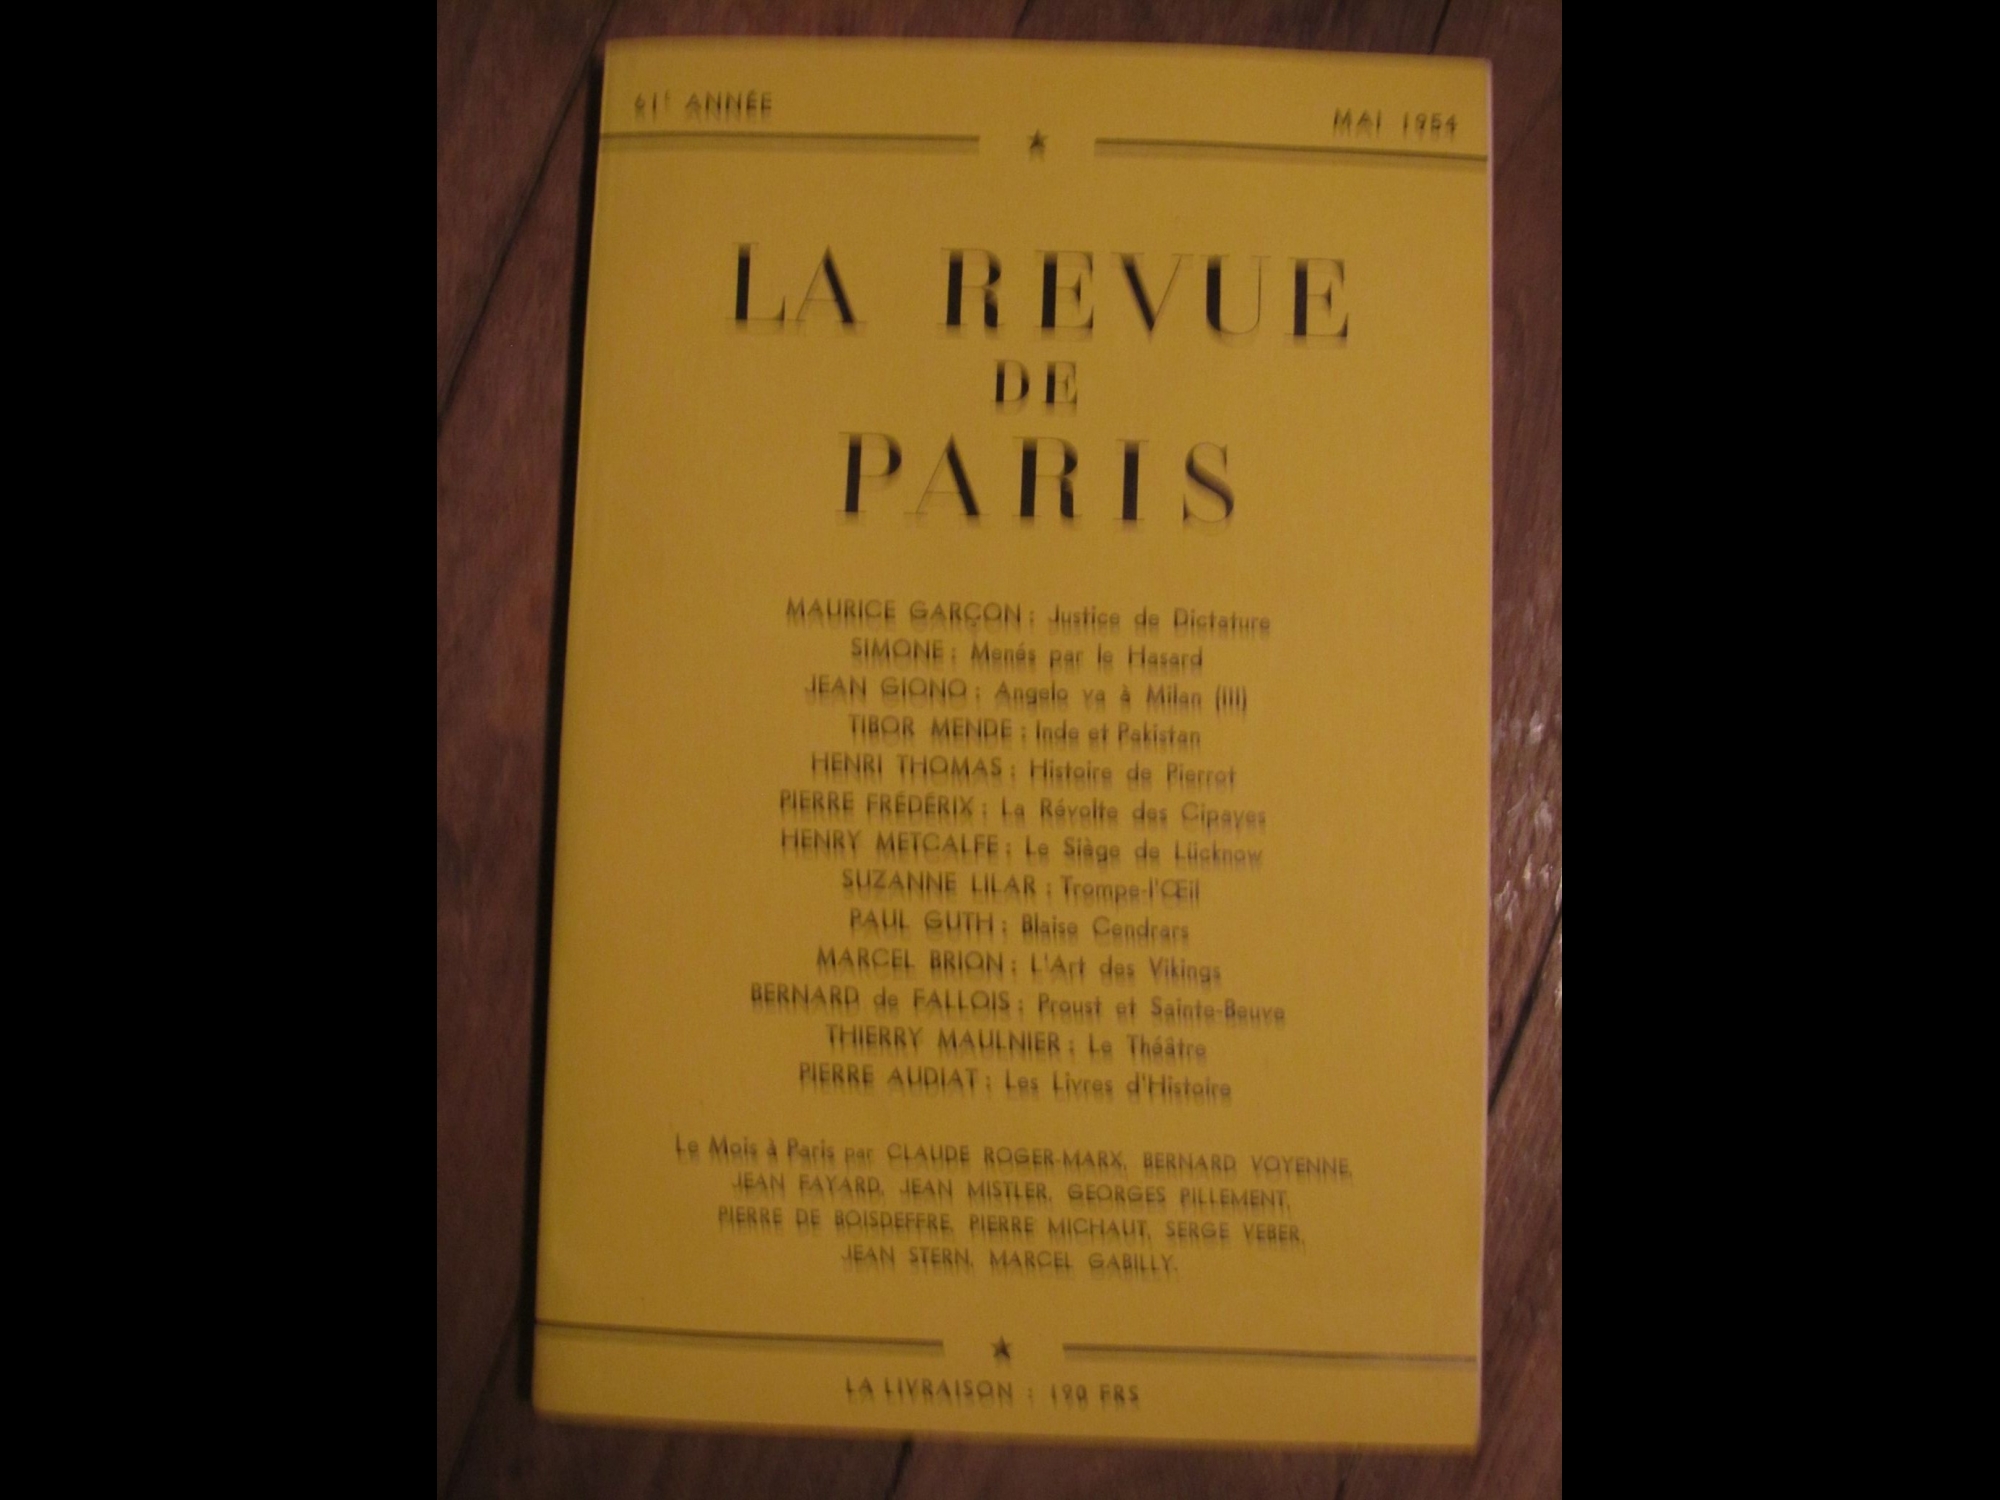 61e ANNÉE
MAI 1954
LA REVUE
DE
PARIS
MAURICE GARÇON : Justice de Dictature
SIMONE : Menés par le Hasard
JEAN GIONO : Angelo va à Milan (III)
TIBOR MENDE : Inde et Pakistan
HENRI THOMAS : Histoire de Pierrot
PIERRE FRÉDÉRIX : La Révolte des Cipayes
HENRY METCALFE : Le Siège de Lücknow
SUZANNE LILAR : Trompe-l'Œil
PAUL GUTH : Blaise Cendrars
MARCEL BRION : L'Art des Vikings
BERNARD de FALLOIS : Proust et Sainte-Beuve
THIERRY MAULNIER : Le Théâtre
PIERRE AUDIAT : Les Livres d'Histoire
Le Mois à Paris par CLAUDE ROGER-MARX, BERNARD VOYENNE,
JEAN FAYARD, JEAN MISTLER, GEORGES PILLEMENT,
PIERRE DE BOISDEFFRE, PIERRE MICHAUT, SERGE VEBER,
JEAN STERN, MARCEL GABILLY.
LA LIVRAISON : 190 FRS